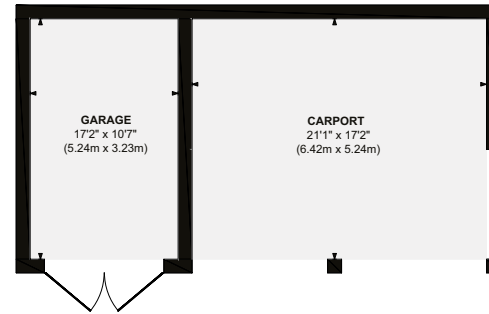 GARAGE
17'2" x 10'7"
(5.24m x 3.23m)
CARPORT
21'1" x 17'2"
(6.42m x 5.24m)